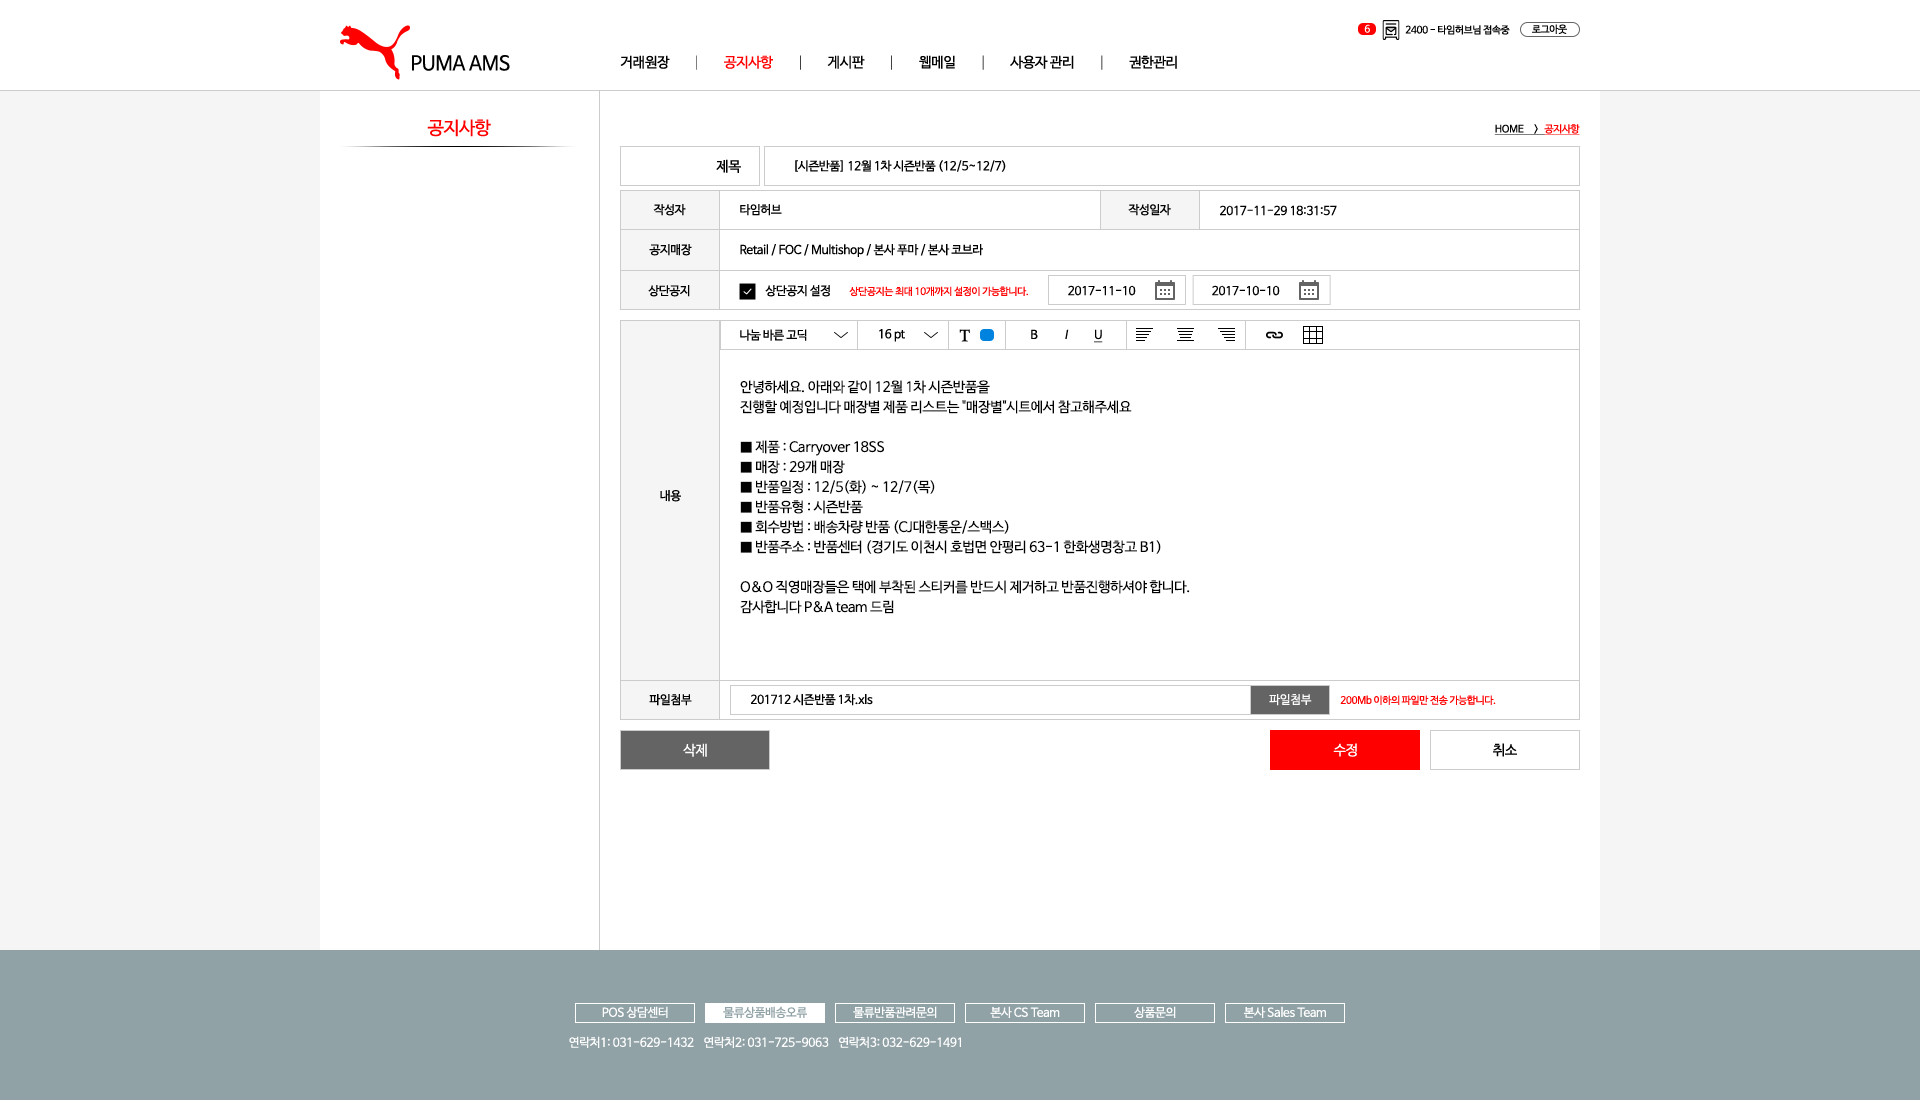 6 2400 - 타임허브님 접속중 로그아웃
PUMA AMS
거래원장 | 공지사항 | 게시판 | 웹메일 | 사용자 관리 | 권한관리
공지사항
HOME > 공지사항
제목 [시즌반품] 12월 1차 시즌반품 (12/5~12/7)
작성자 타임허브 작성일자 2017-11-29 18:31:57
공지매장 Retail / FOC / Multishop / 본사 푸마 / 본사 코브라
상단공지 상단공지 설정 상단공지는 최대 10개까지 설정이 가능합니다. 2017-11-10 2017-10-10
나눔 바른 고딕 16 pt T B I U
내용
안녕하세요. 아래와 같이 12월 1차 시즌반품을
진행할 예정입니다 매장별 제품 리스트는 "매장별"시트에서 참고해주세요
■ 제품 : Carryover 18SS
■ 매장 : 29개 매장
■ 반품일정 : 12/5(화) ~ 12/7(목)
■ 반품유형 : 시즌반품
■ 회수방법 : 배송차량 반품 (CJ대한통운/스백스)
■ 반품주소 : 반품센터 (경기도 이천시 호법면 안평리 63-1 한화생명창고 B1)
O&O 직영매장들은 택에 부착된 스티커를 반드시 제거하고 반품진행하셔야 합니다.
감사합니다 P&A team 드림
파일첨부 201712 시즌반품 1차.xls 파일첨부 200Mb 이하의 파일만 전송 가능합니다.
삭제 수정 취소
POS 상담센터 물류상품배송오류 물류반품관려문의 본사 CS Team 상품문의 본사 Sales Team
연락처1: 031-629-1432 연락처2: 031-725-9063 연락처3: 032-629-1491